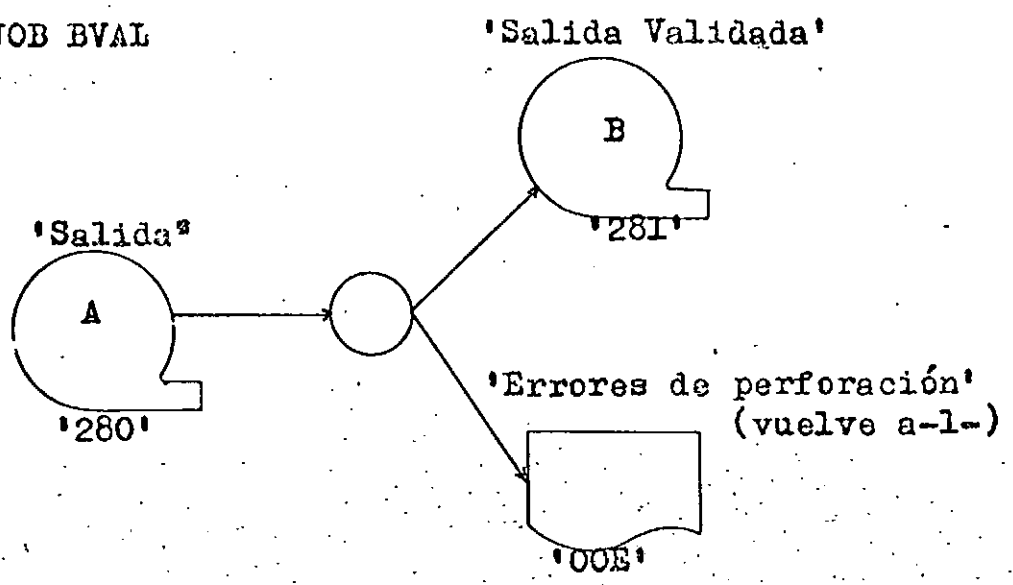 JOB BVAL
'Salida Validada'
B
'281'
'Salida"
A
'280'
'Errores de perforación'
(vuelve a-1-)
'00E'